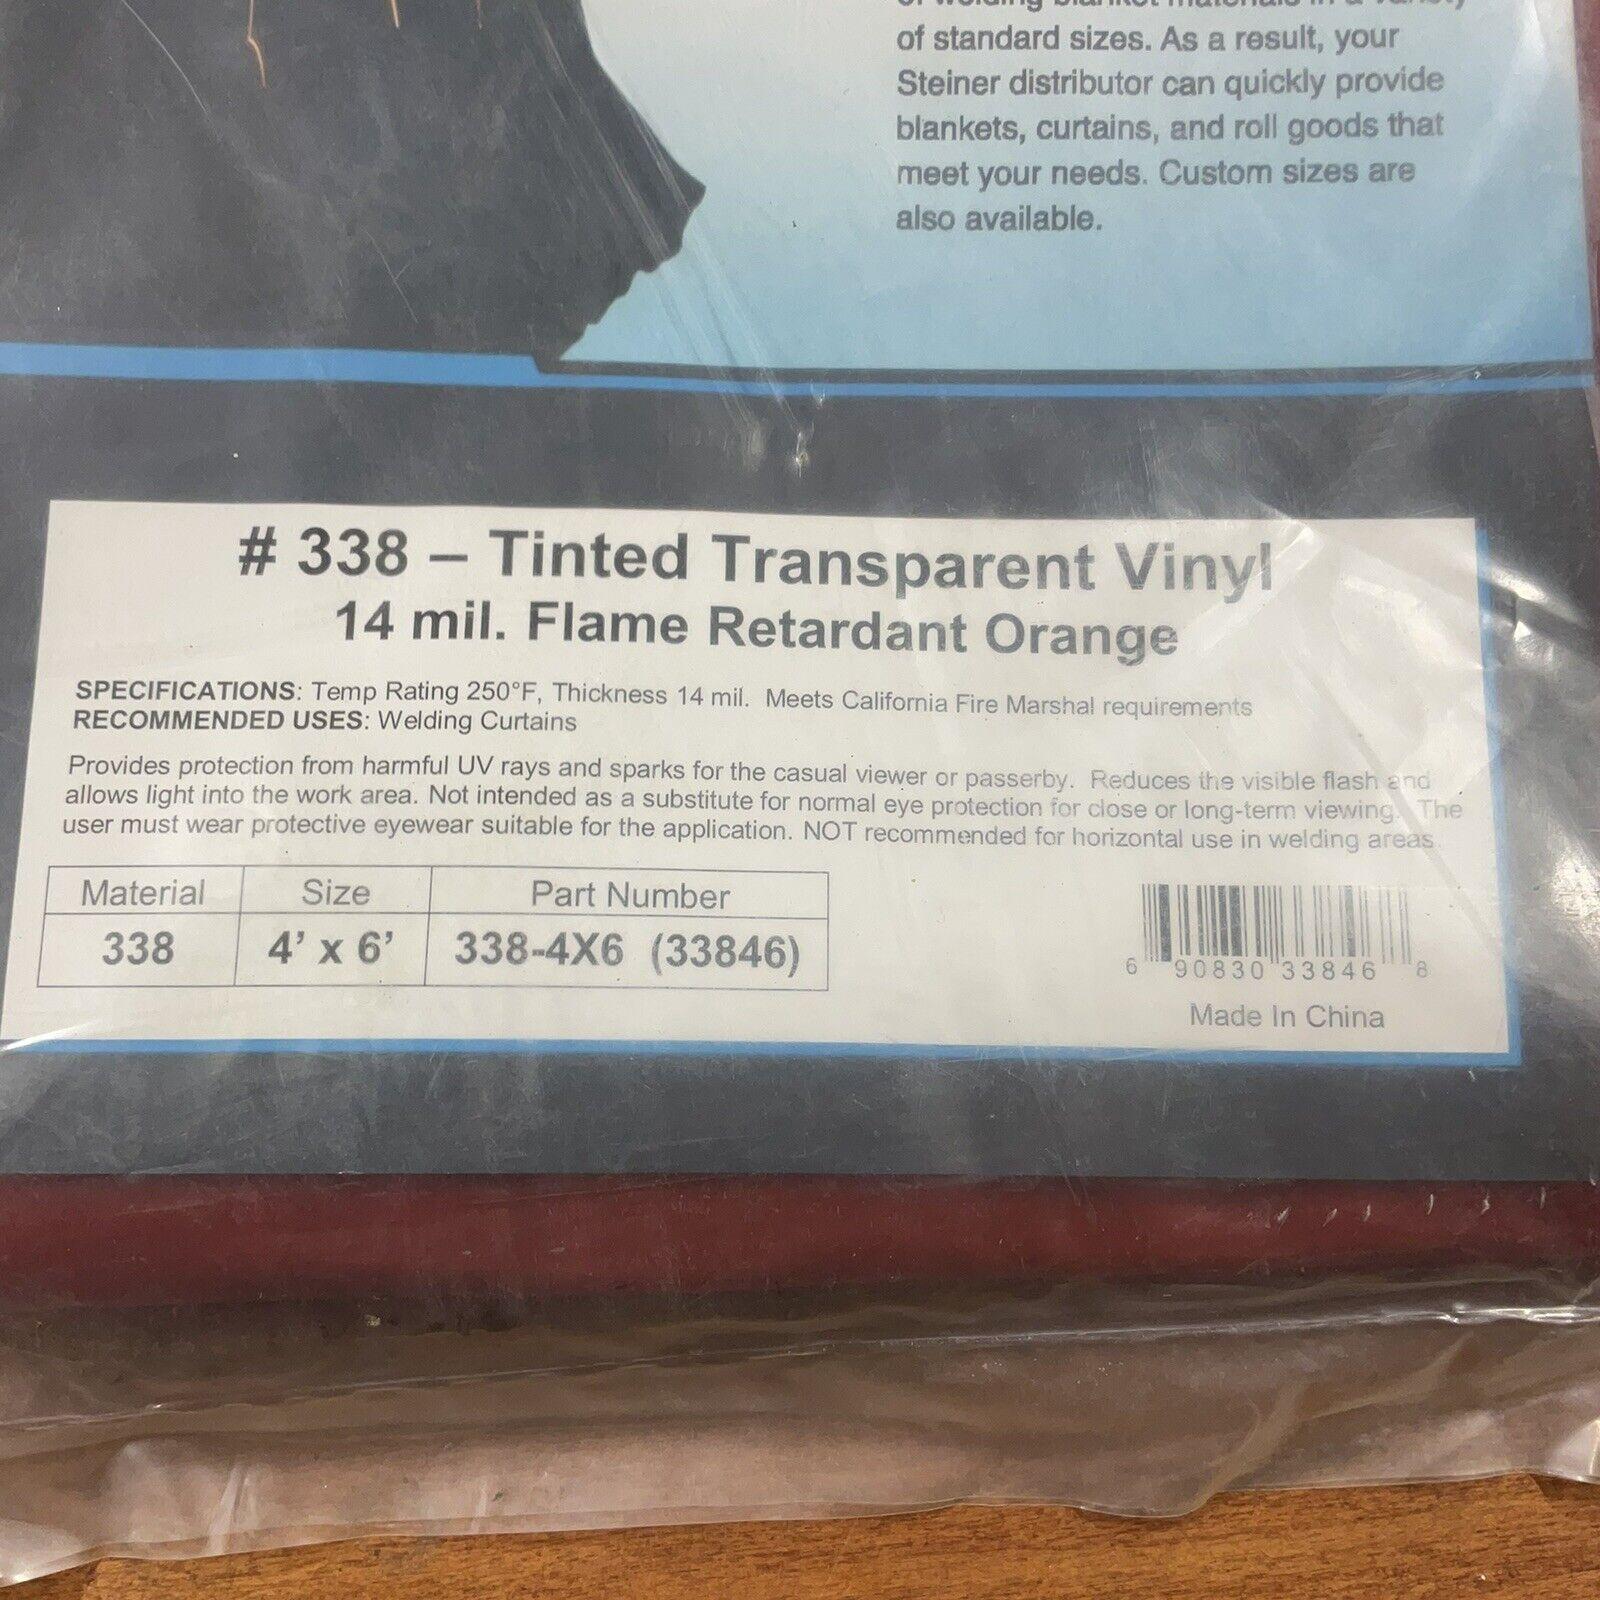 of welding blanket materials in a variety
of standard sizes. As a result, your
Steiner distributor can quickly provide
blankets, curtains, and roll goods that
meet your needs. Custom sizes are
also available.
# 338 – Tinted Transparent Vinyl
14 mil. Flame Retardant Orange
SPECIFICATIONS: Temp Rating 250°F, Thickness 14 mil. Meets California Fire Marshal requirements
RECOMMENDED USES: Welding Curtains
Provides protection from harmful UV rays and sparks for the casual viewer or passerby. Reduces the visible flash and
allows light into the work area. Not intended as a substitute for normal eye protection for close or long-term viewing. The
user must wear protective eyewear suitable for the application. NOT recommended for horizontal use in welding areas.
Material Size Part Number
338 4’ x 6’ 338-4X6 (33846)
6 90830 33846 8
Made In China